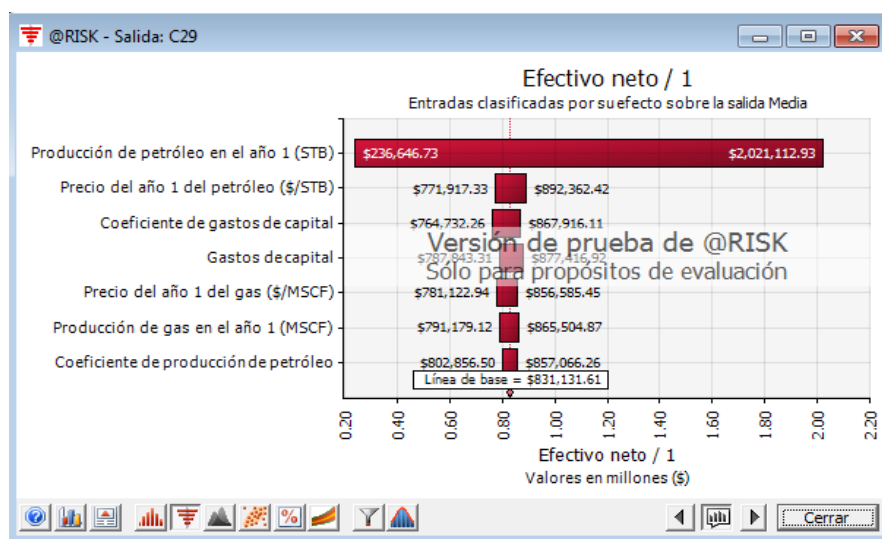 @RISK - Salida: C29
Efectivo neto / 1
Entradas clasificadas por su efecto sobre la salida Media
Producción de petróleo en el año 1 (STB)
$236,646.73
$2,021,112.93
Precio del año 1 del petróleo ($/STB)
$771,917.33
$892,362.42
Coeficiente de gastos de capital
$764,732.26
$867,916.11
Versión de prueba de @RISK
Gastos de capital
$787,843.31
$877,416.92
Sólo para propósitos de evaluación
Precio del año 1 del gas ($/MSCF)
$781,122.94
$856,585.45
Producción de gas en el año 1 (MSCF)
$791,179.12
$865,504.87
Coeficiente de producción de petróleo
$802,856.50
$857,066.26
Línea de base = $831,131.61
0.20
0.40
0.60
0.80
1.00
1.20
1.40
1.60
1.80
2.00
2.20
Efectivo neto / 1
Valores en millones ($)
Cerrar